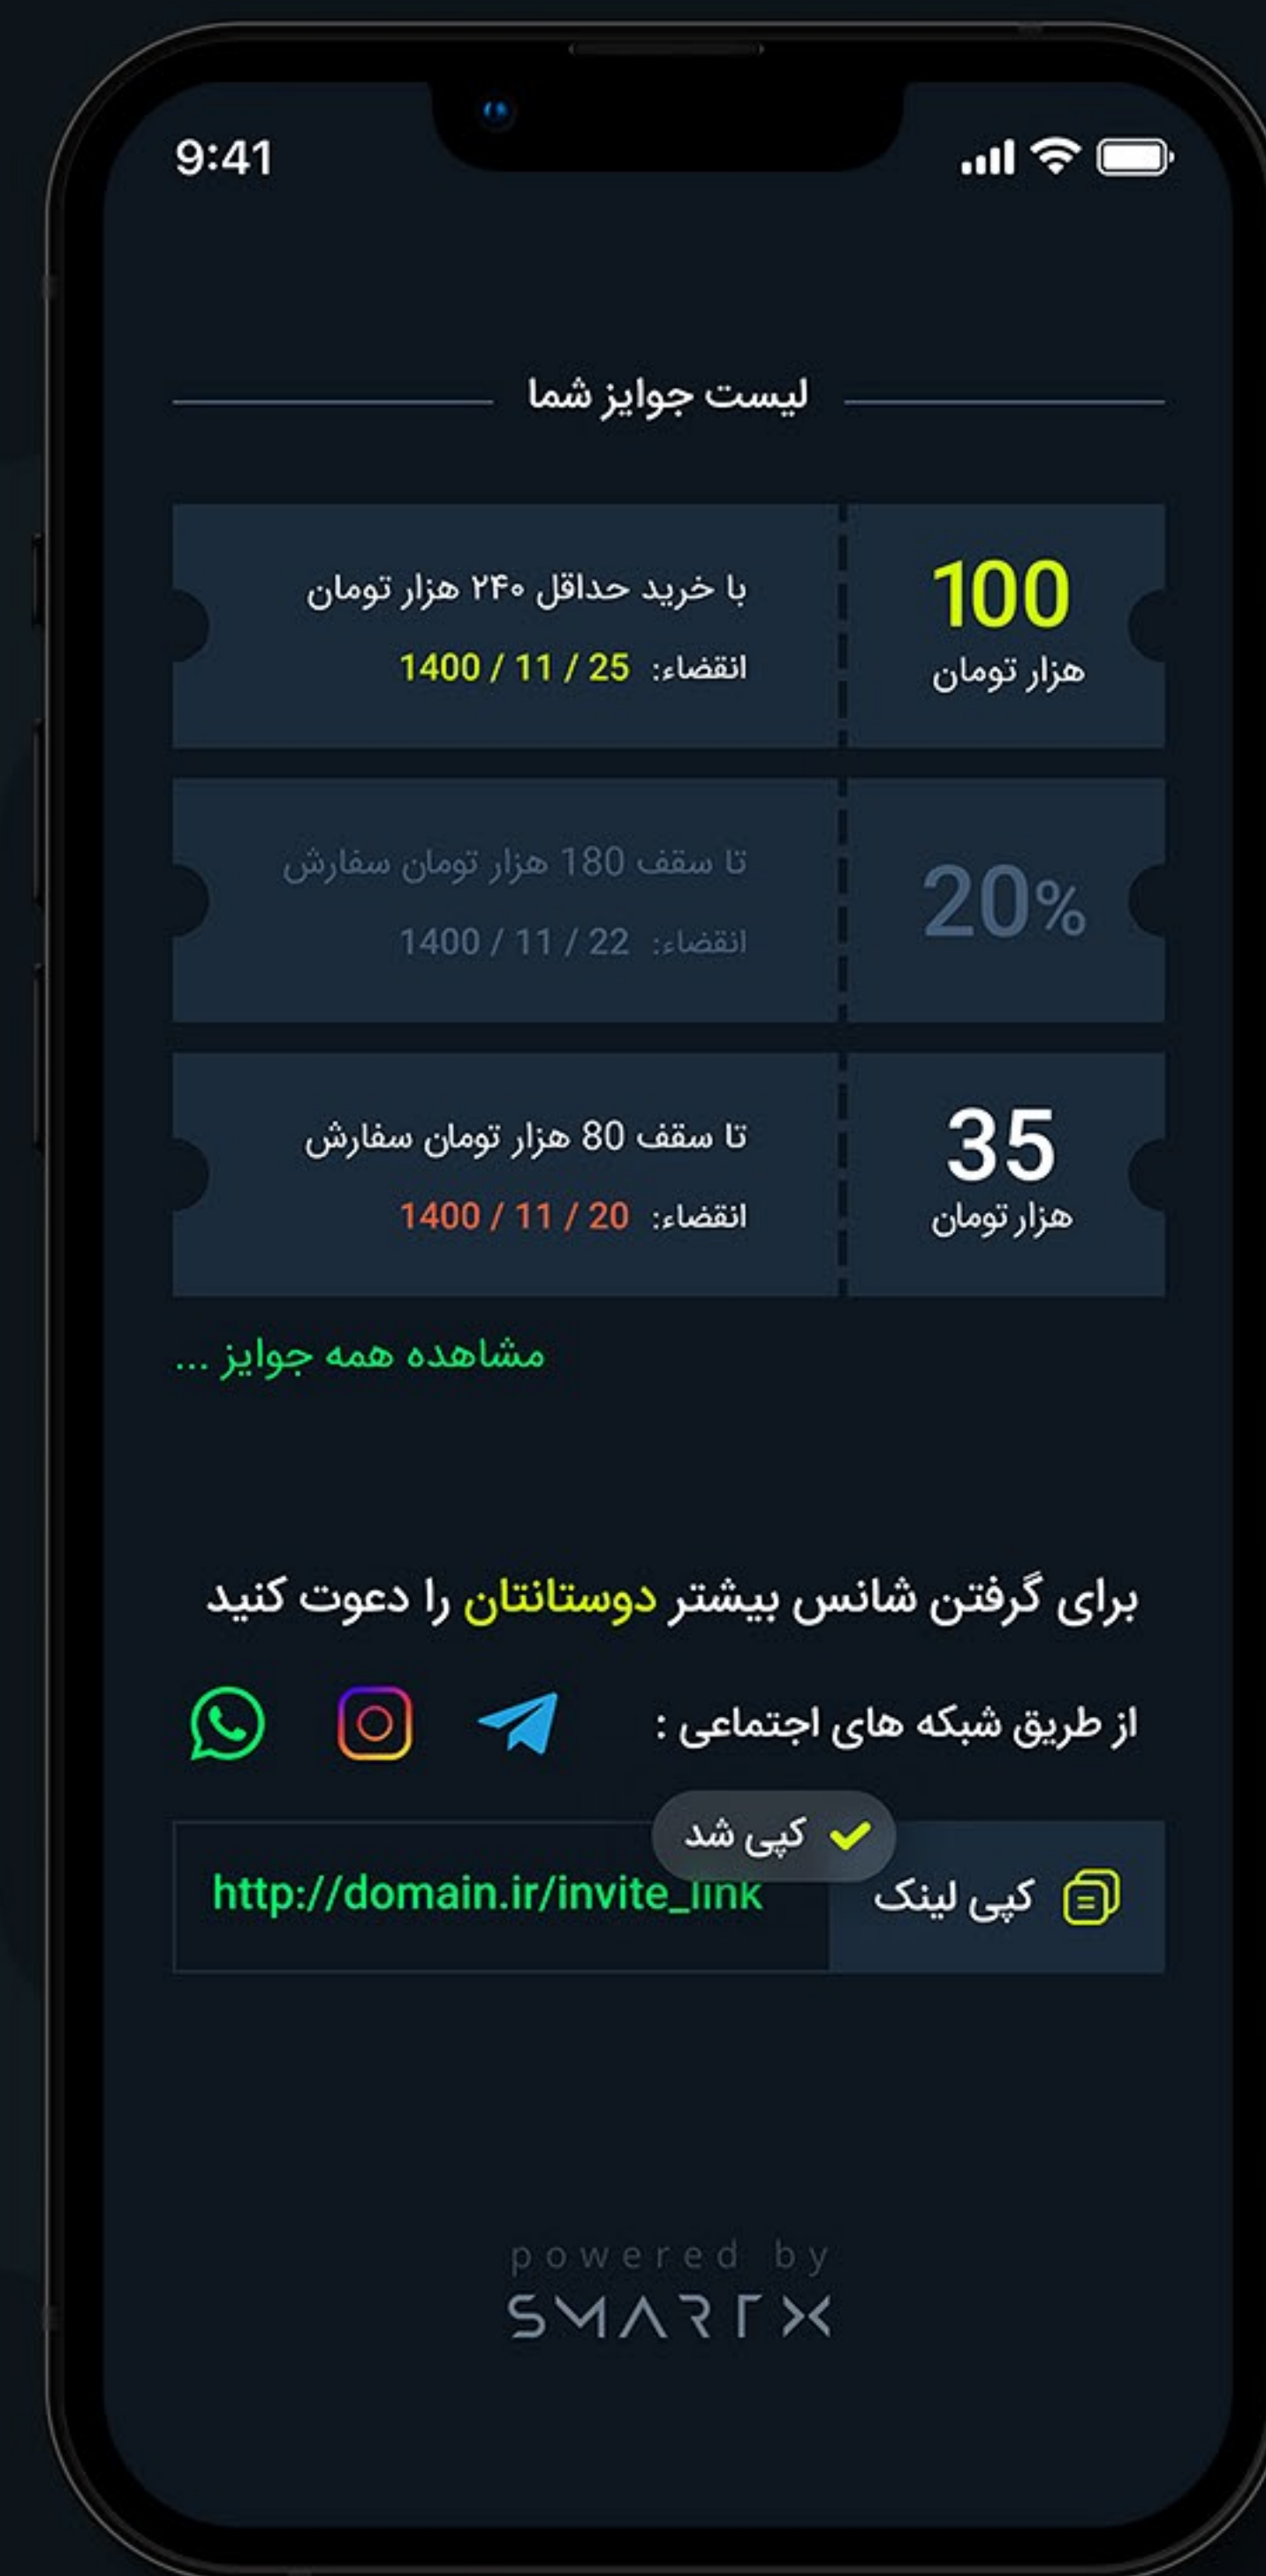 9:41
لیست جوایز شما
100
هزار تومان
با خرید حداقل ۲۴۰ هزار تومان
انقضاء: 1400 / 11 / 25
20%
تا سقف 180 هزار تومان سفارش
انقضاء: 1400 / 11 / 22
35
هزار تومان
تا سقف 80 هزار تومان سفارش
انقضاء: 1400 / 11 / 20
مشاهده همه جوایز ...
برای گرفتن شانس بیشتر دوستانتان را دعوت کنید
از طریق شبکه های اجتماعی :
کپی شد
کپی لینک
http://domain.ir/invite_link
powered by
SMARTX